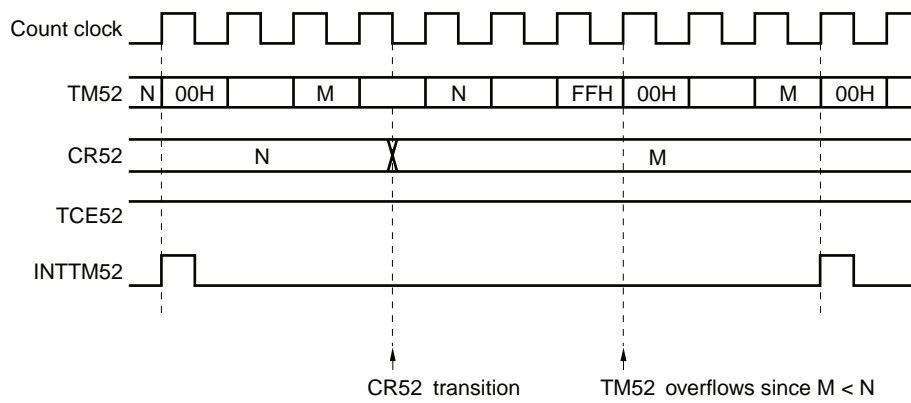 Count clock
TM52 N 00H M N FFH 00H M 00H
CR52 N M
TCE52
INTTM52
CR52 transition TM52 overflows since M < N